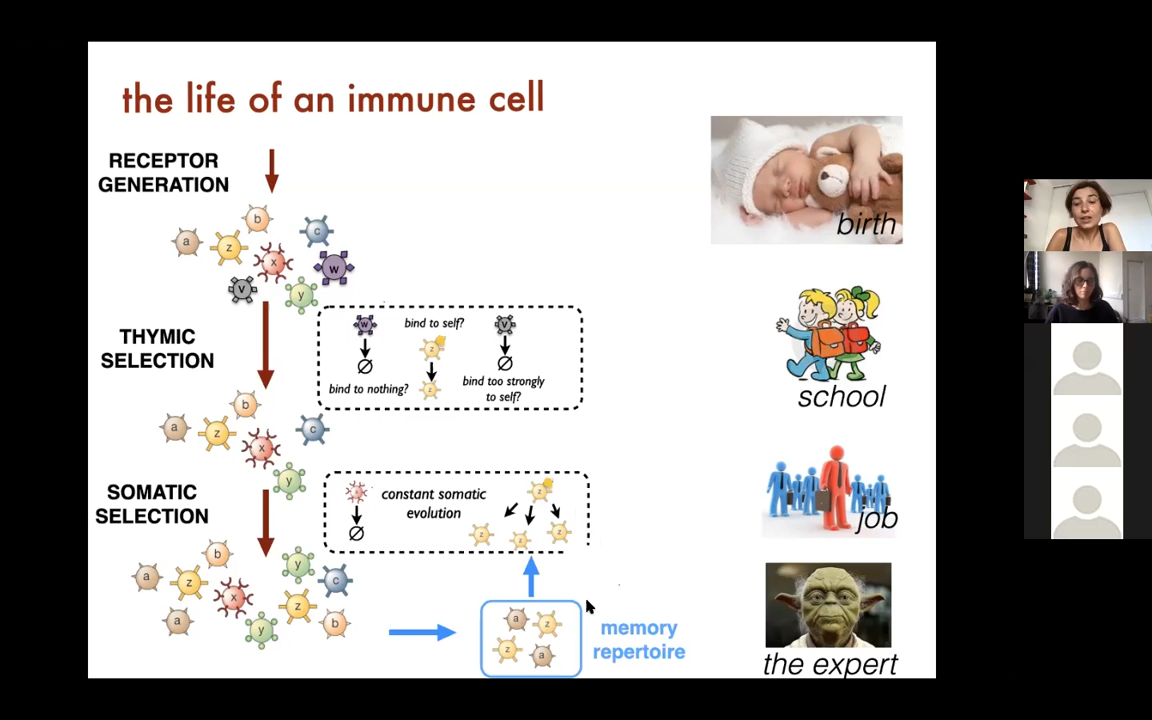 the life of an immune cell
RECEPTOR
GENERATION
b
a
z
c
x
w
v
y
birth
THYMIC
SELECTION
w
bind to self?
v
z
∅
∅
bind to nothing?
z
bind too strongly
to self?
school
b
a
z
c
x
y
SOMATIC
SELECTION
x
constant somatic
evolution
z
∅
z
z
z
job
b
y
a
z
c
x
z
a
y
b
a
z
z
a
memory
repertoire
the expert